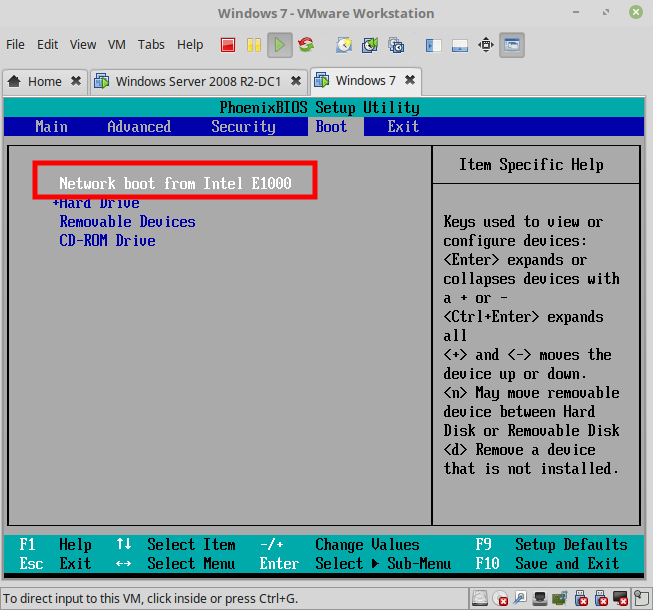 Windows 7 - VMware Workstation
File Edit View VM Tabs Help
Home Windows Server 2008 R2-DC1 Windows 7
PhoenixBIOS Setup Utility
Main Advanced Security Boot Exit
Network boot from Intel E1000
+Hard Drive
Removable Devices
CD-ROM Drive
Item Specific Help
Keys used to view or
configure devices:
<Enter> expands or
collapses devices with
a + or -
<Ctrl+Enter> expands
all
<+> and <-> moves the
device up or down.
<n> May move removable
device between Hard
Disk or Removable Disk
<d> Remove a device
that is not installed.
F1 Help ↑↓ Select Item -/+ Change Values F9 Setup Defaults
Esc Exit ↔ Select Menu Enter Select ▶ Sub-Menu F10 Save and Exit
To direct input to this VM, click inside or press Ctrl+G.